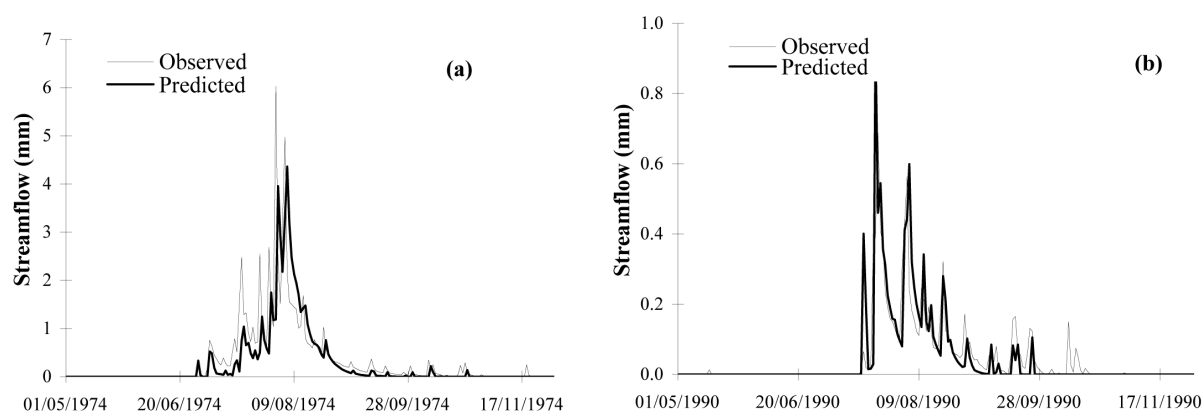 7
6
5
4
3
2
1
0
Streamflow (mm)
Observed
Predicted
(a)
01/05/1974 20/06/1974 09/08/1974 28/09/1974 17/11/1974
1.0
0.8
0.6
0.4
0.2
0.0
Streamflow (mm)
Observed
Predicted
(b)
01/05/1990 20/06/1990 09/08/1990 28/09/1990 17/11/1990